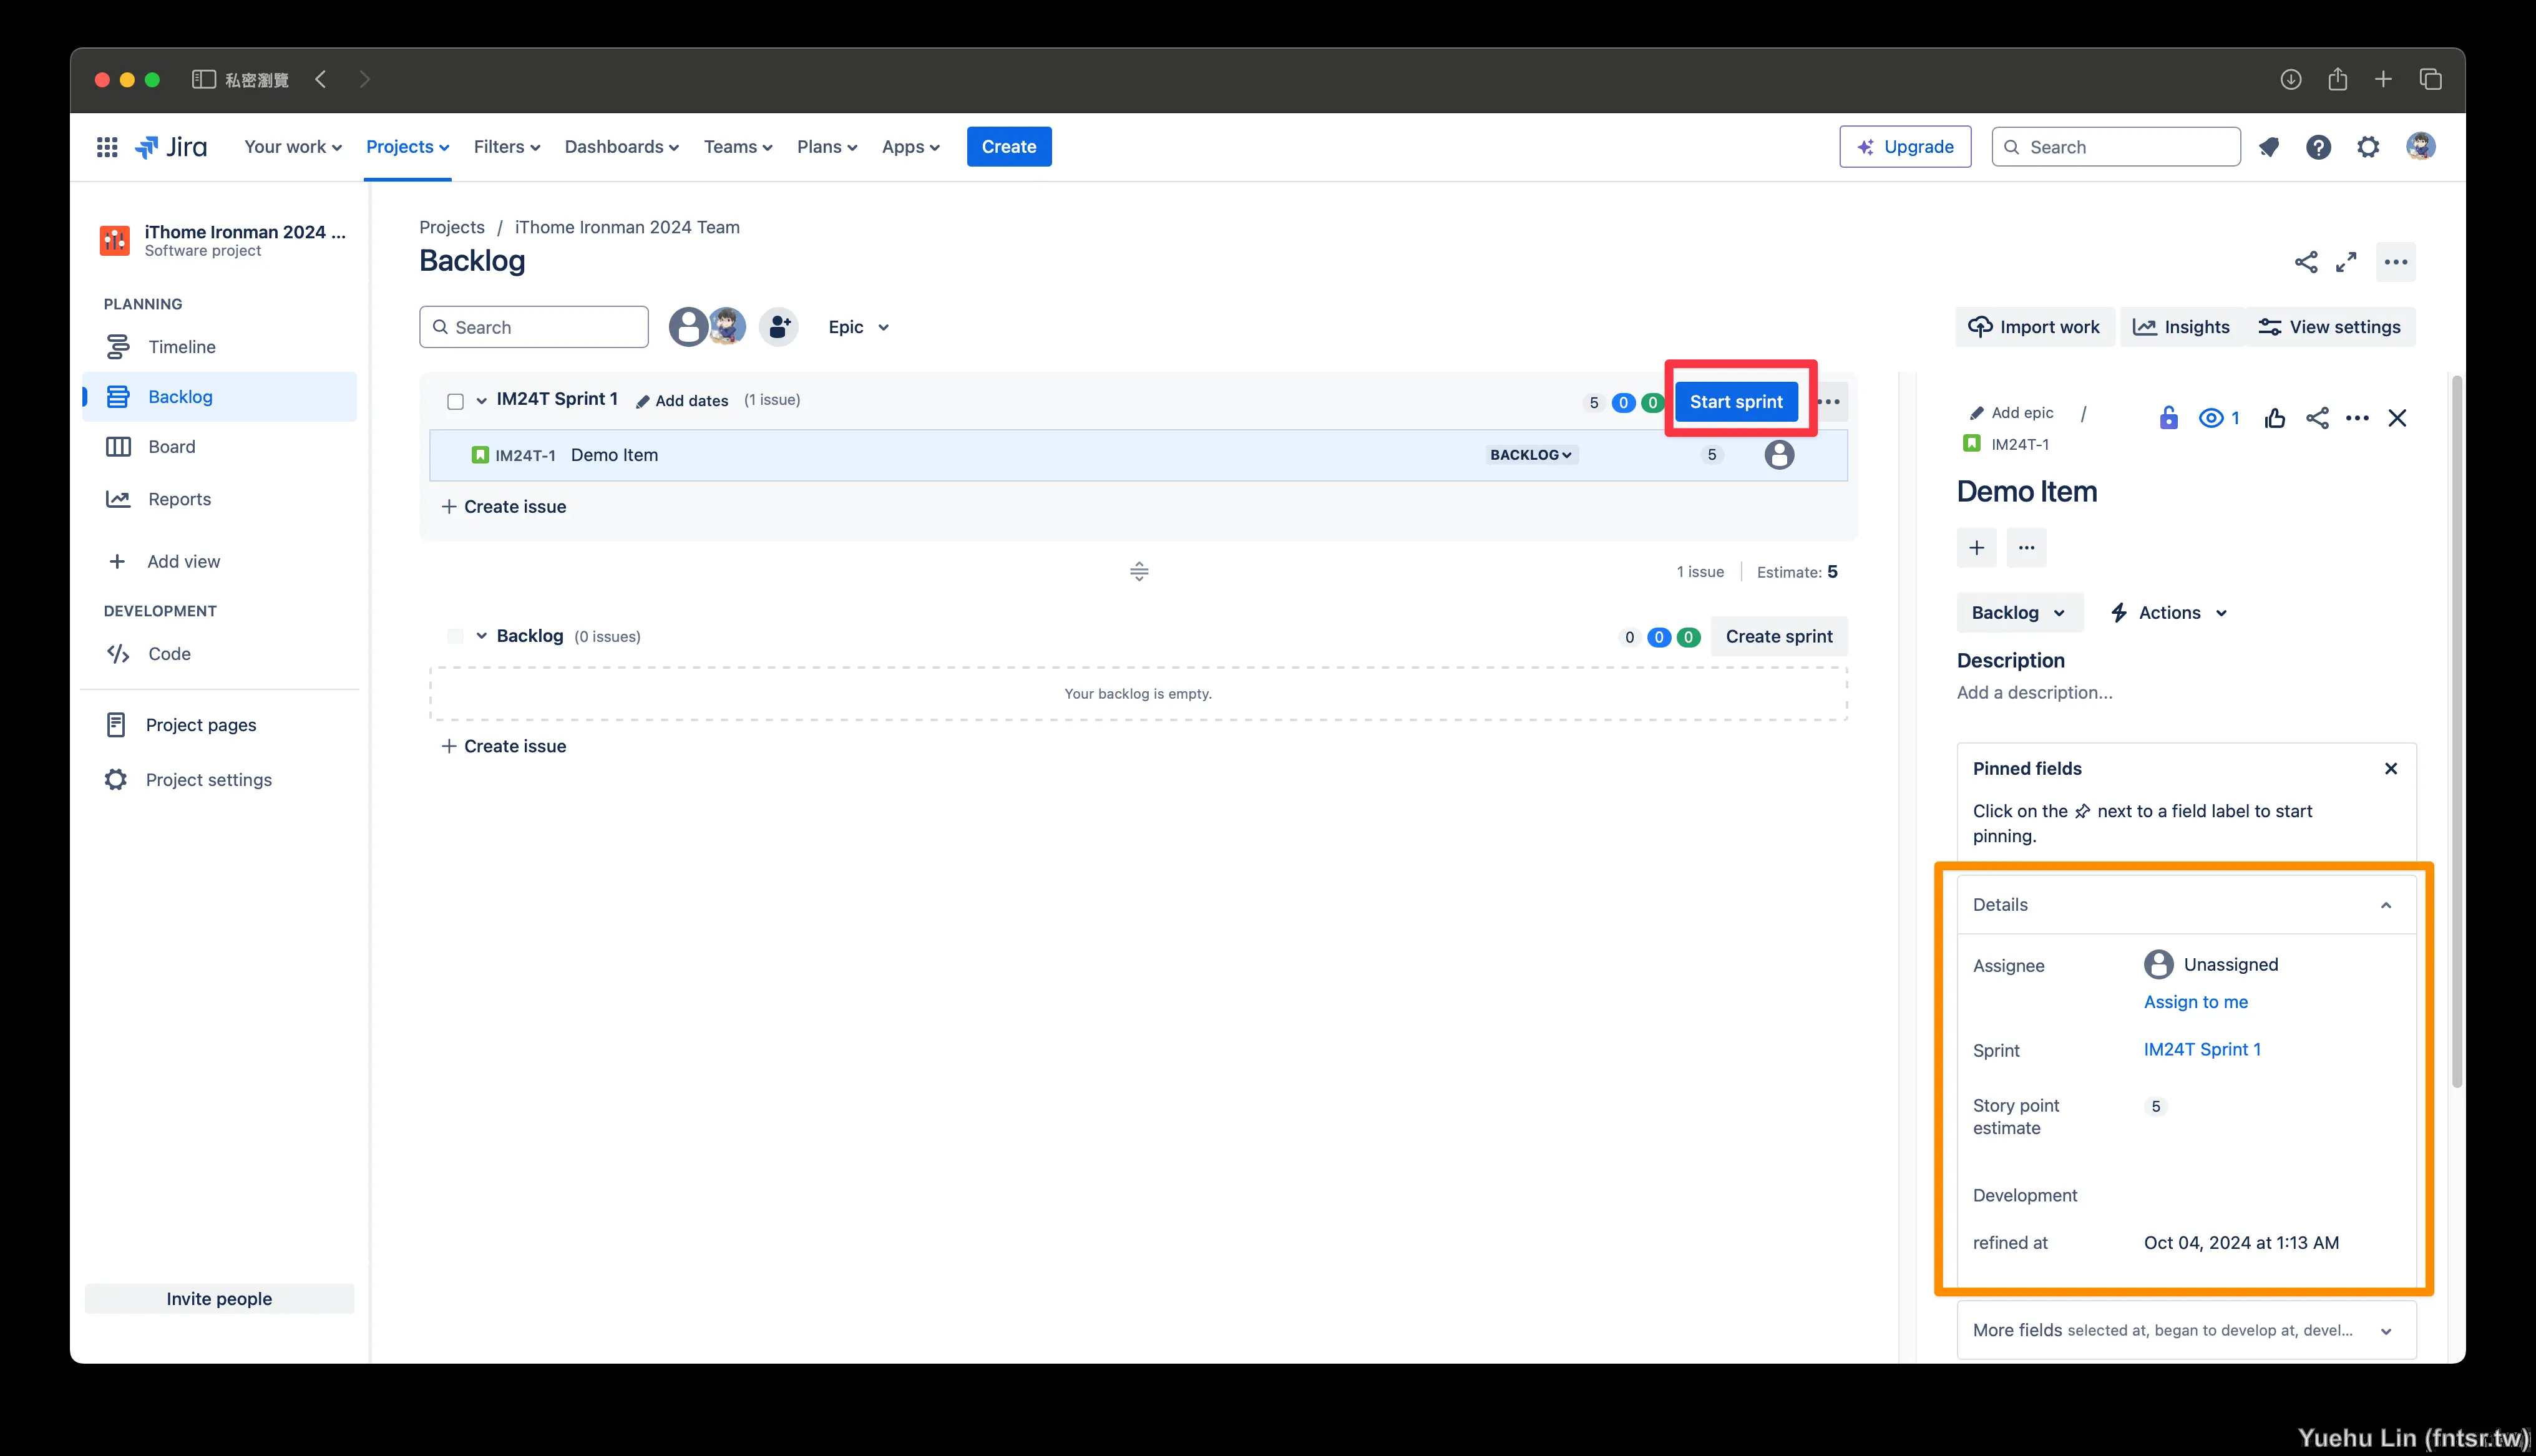 私密瀏覽
Jira
Your work
Projects
Filters
Dashboards
Teams
Plans
Apps
Create
Upgrade
Search
iThome Ironman 2024 ...
Software project
PLANNING
Timeline
Backlog
Board
Reports
Add view
DEVELOPMENT
Code
Project pages
Project settings
Invite people
Projects / iThome Ironman 2024 Team
Backlog
Search
Epic
Import work
Insights
View settings
IM24T Sprint 1
Add dates
(1 issue)
5 0 0
Start sprint
IM24T-1 Demo Item
BACKLOG
5
Create issue
1 issue
Estimate: 5
Backlog (0 issues)
0 0 0
Create sprint
Your backlog is empty.
Create issue
Add epic /
1
IM24T-1
Demo Item
Backlog
Actions
Description
Add a description...
Pinned fields
Click on the next to a field label to start
pinning.
Details
Assignee
Unassigned
Assign to me
Sprint
IM24T Sprint 1
Story point
estimate
5
Development
refined at
Oct 04, 2024 at 1:13 AM
More fields selected at, began to develop at, devel...
Yuehu Lin (fntsr.tw)